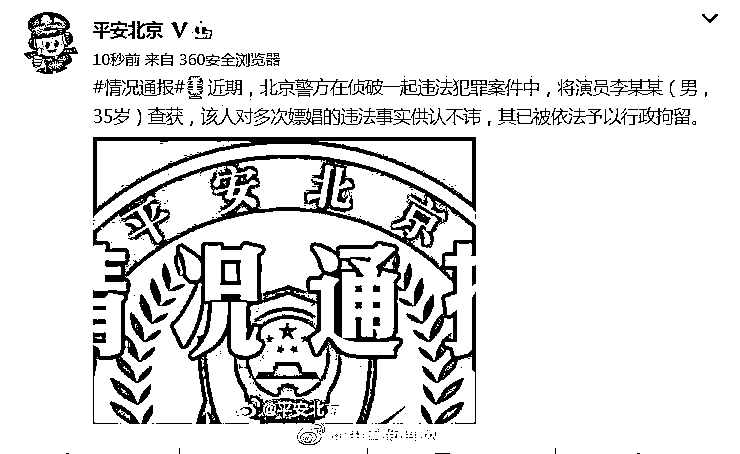 平安北京 V
10秒前 来自 360安全浏览器
#情况通报#近期，北京警方在侦破一起违法犯罪案件中，将演员李某某（男，
35岁）查获，该人对多次嫖娼的违法事实供认不讳，其已被依法予以行政拘留。
平安北京
情况通报
@平安北京